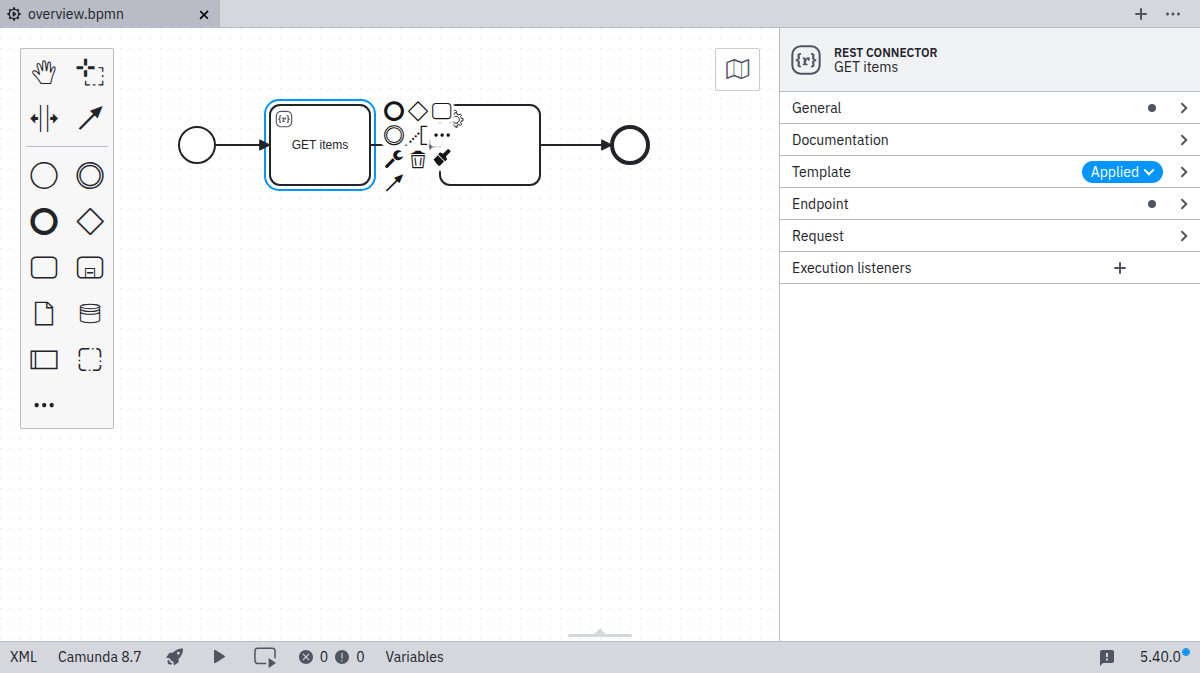 overview.bpmn
{r}
GET items
{r}
REST CONNECTOR
GET items
General
Documentation
Template Applied
Endpoint
Request
Execution listeners
XML Camunda 8.7 0 0 Variables 5.40.0